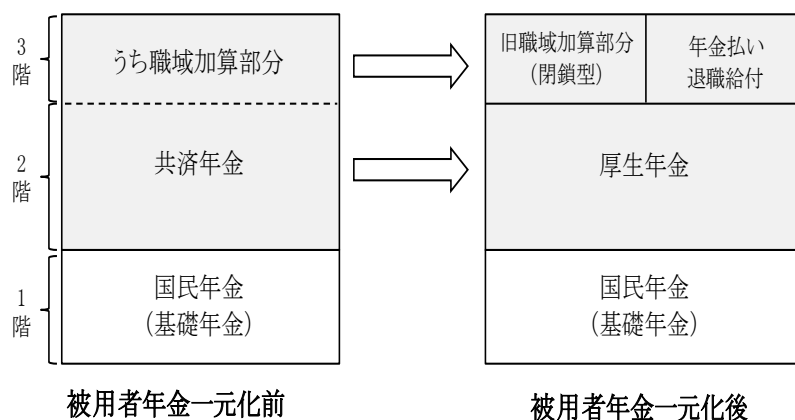 3
階
うち職域加算部分
旧職域加算部分
(閉鎖型)
年金払い
退職給付
2
階
共済年金
厚生年金
1
階
国民年金
(基礎年金)
国民年金
(基礎年金)
被用者年金一元化前
被用者年金一元化後